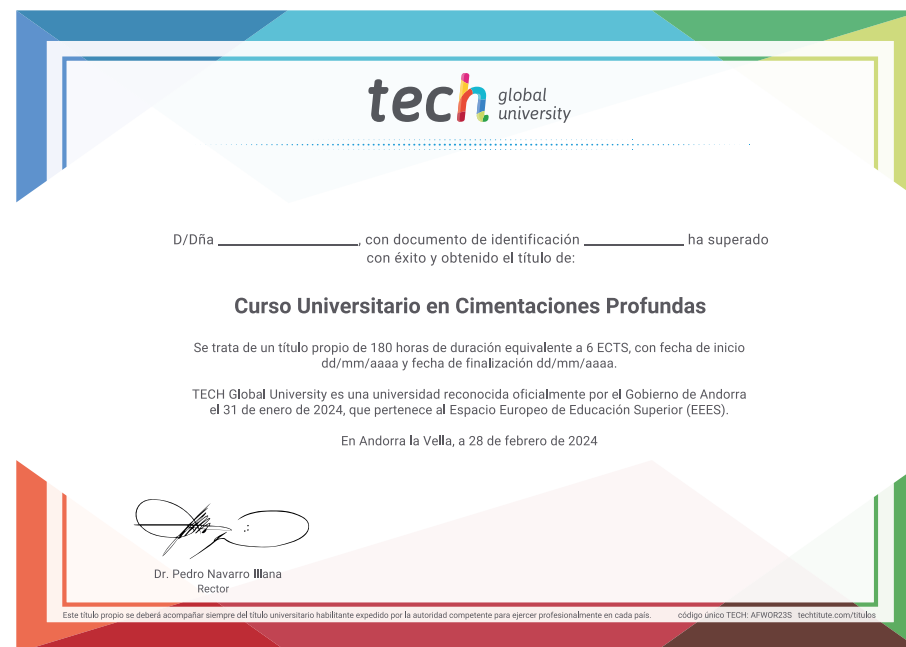 tech global university
D/Dña ____________, con documento de identificación ____________ ha superado
con éxito y obtenido el título de:
Curso Universitario en Cimentaciones Profundas
Se trata de un título propio de 180 horas de duración equivalente a 6 ECTS, con fecha de inicio
dd/mm/aaaa y fecha de finalización dd/mm/aaaa.
TECH Global University es una universidad reconocida oficialmente por el Gobierno de Andorra
el 31 de enero de 2024, que pertenece al Espacio Europeo de Educación Superior (EEES).
En Andorra la Vella, a 28 de febrero de 2024
Dr. Pedro Navarro Illana
Rector
Este título propio se deberá acompañar siempre del título universitario habilitante expedido por la autoridad competente para ejercer profesionalmente en cada país. código único TECH: AFWOR23S techtitute.com/titulos